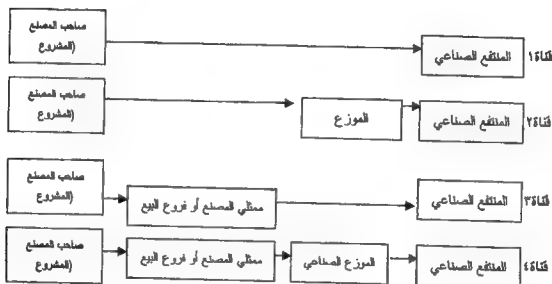 قناة١
المنتفع الصناعي
صاحب المصنع
(المشروع
قناة٢
المنتفع الصناعي
الموزع
صاحب المصنع
(المشروع
قناة٣
المنتفع الصناعي
ممثلي المصنع أو فروع البيع
صاحب المصنع
(المشروع
قناة٤
المنتفع الصناعي
الموزع الصناعي
ممثلي المصنع أو فروع البيع
صاحب المصنع
(المشروع